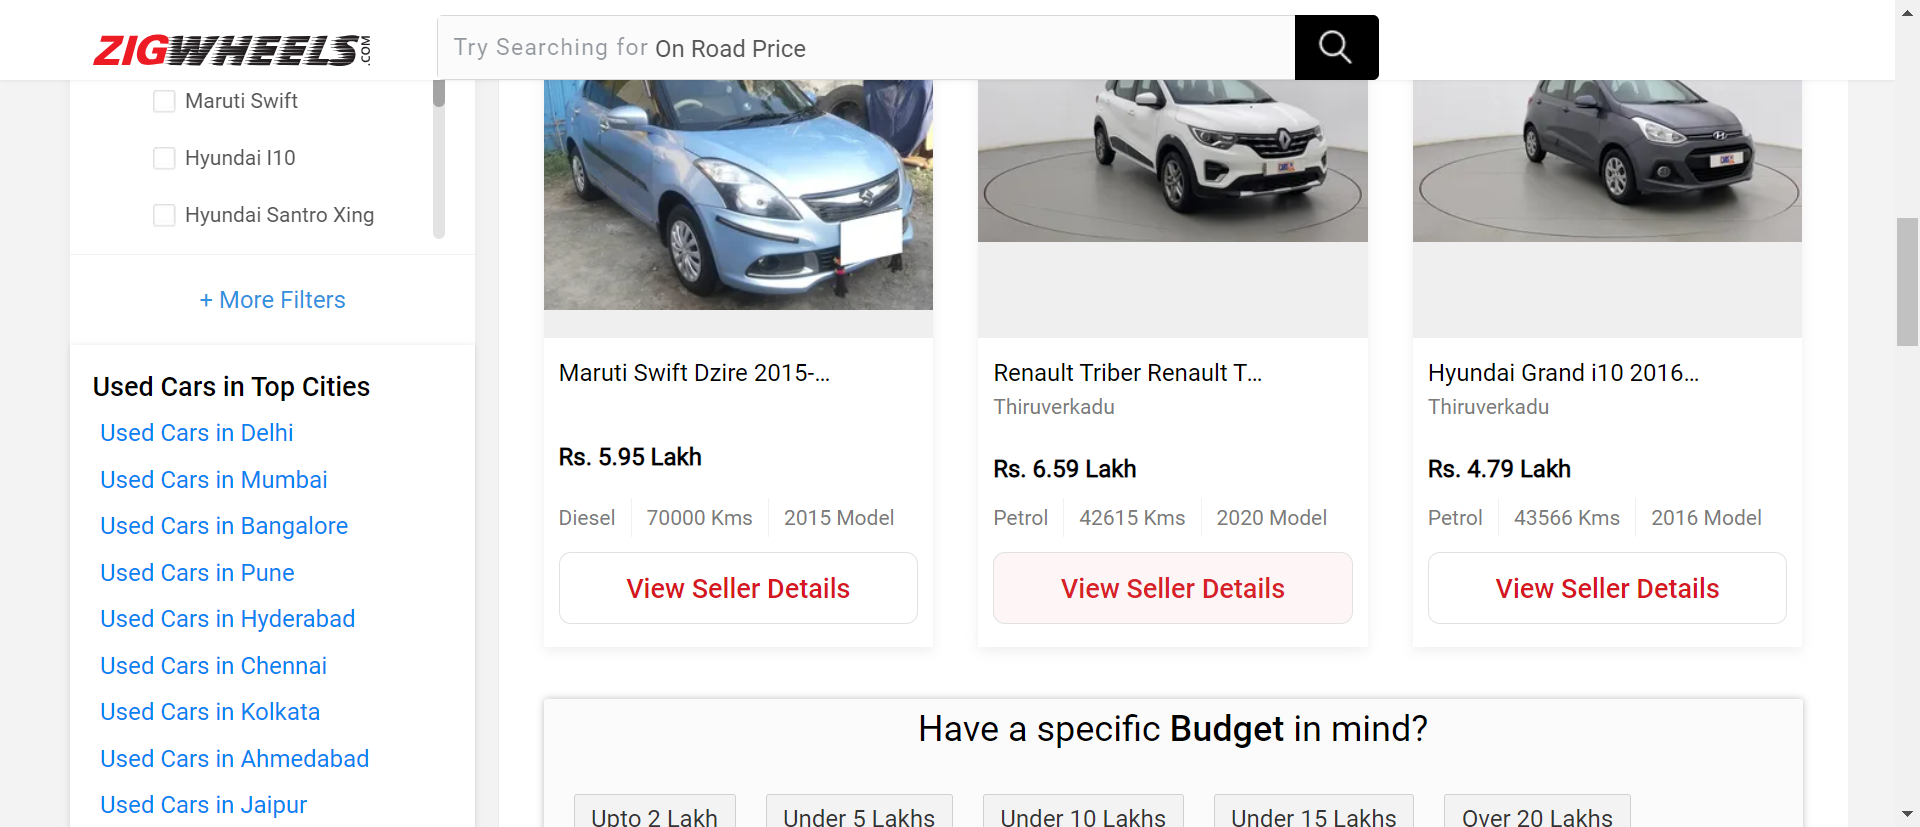 ZIGWHEELS.COM
Try Searching for On Road Price
Maruti Swift
Hyundai I10
Hyundai Santro Xing
+ More Filters
Used Cars in Top Cities
Used Cars in Delhi
Used Cars in Mumbai
Used Cars in Bangalore
Used Cars in Pune
Used Cars in Hyderabad
Used Cars in Chennai
Used Cars in Kolkata
Used Cars in Ahmedabad
Used Cars in Jaipur
Maruti Swift Dzire 2015-...
Rs. 5.95 Lakh
Diesel 70000 Kms 2015 Model
View Seller Details
Renault Triber Renault T...
Thiruverkadu
Rs. 6.59 Lakh
Petrol 42615 Kms 2020 Model
View Seller Details
Hyundai Grand i10 2016...
Thiruverkadu
Rs. 4.79 Lakh
Petrol 43566 Kms 2016 Model
View Seller Details
Have a specific Budget in mind?
Upto 2 Lakh Under 5 Lakhs Under 10 Lakhs Under 15 Lakhs Over 20 Lakhs